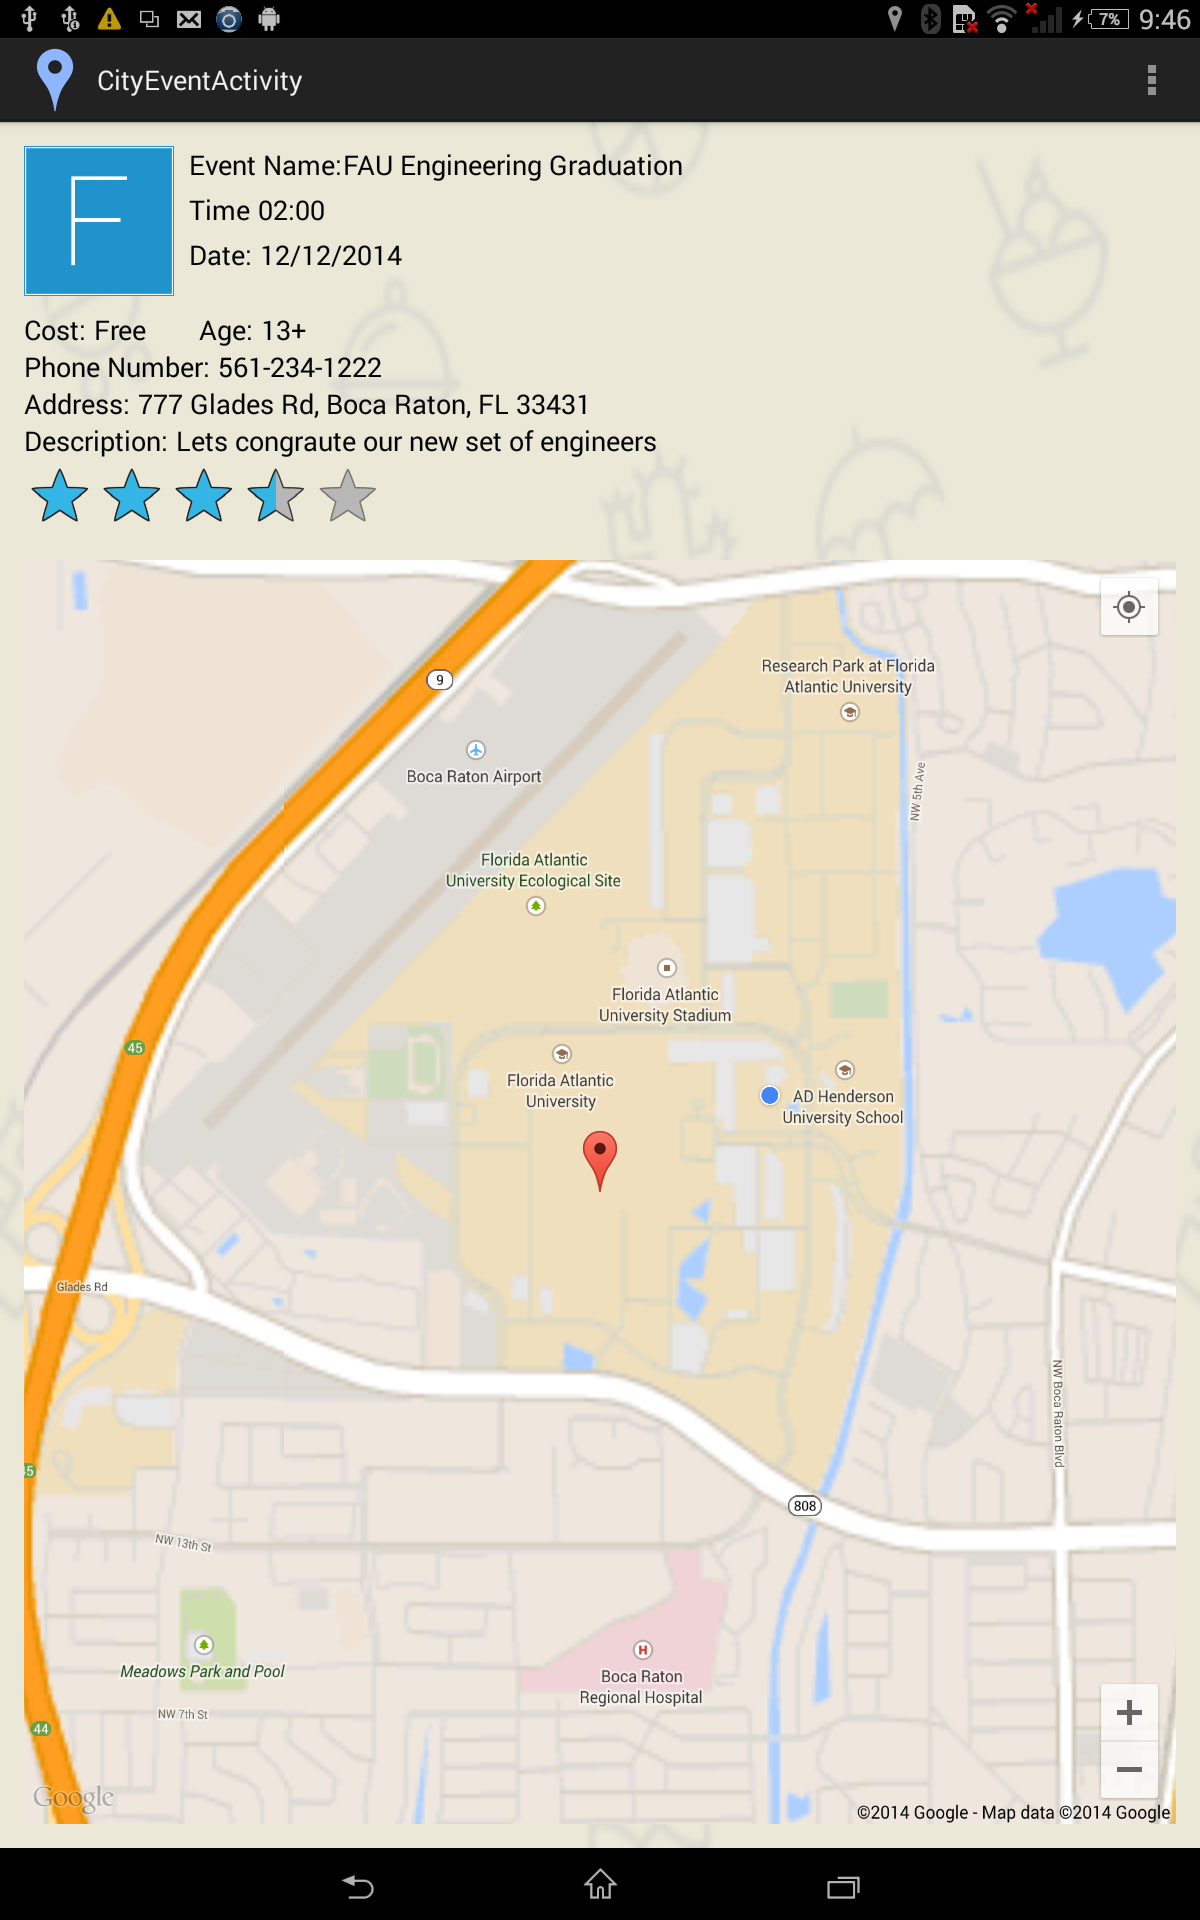 7%
9:46
CityEventActivity
F
Event Name:FAU Engineering Graduation
Time 02:00
Date: 12/12/2014
Cost: Free Age: 13+
Phone Number: 561-234-1222
Address: 777 Glades Rd, Boca Raton, FL 33431
Description: Lets congraute our new set of engineers
Research Park at Florida
Atlantic University
9
Boca Raton Airport
NW 5th Ave
Florida Atlantic
University Ecological Site
Florida Atlantic
University Stadium
45
Florida Atlantic
University
AD Henderson
University School
Glades Rd
NW Boca Raton Blvd
45
808
NW 13th St
H
Boca Raton
Regional Hospital
Meadows Park and Pool
NW 7th St
44
Google
©2014 Google - Map data ©2014 Google